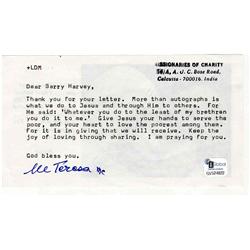 +LDM
MISSIONARIES OF CHARITY
54/A, A. J. C. Bose Road,
Calcutta - 700016. India
Dear Barry Harvey,
Thank you for your letter. More than autographs is
what we do to Jesus and through Him to others. For
He said: 'Whatever you do to the least of my brethren
you do it to me.' Give Jesus your hands to serve the
poor, and your heart to love the poorest among them.
For it is in giving that we will receive. Keep the
joy of loving through sharing. I am praying for you.
God bless you.
M Teresa mc